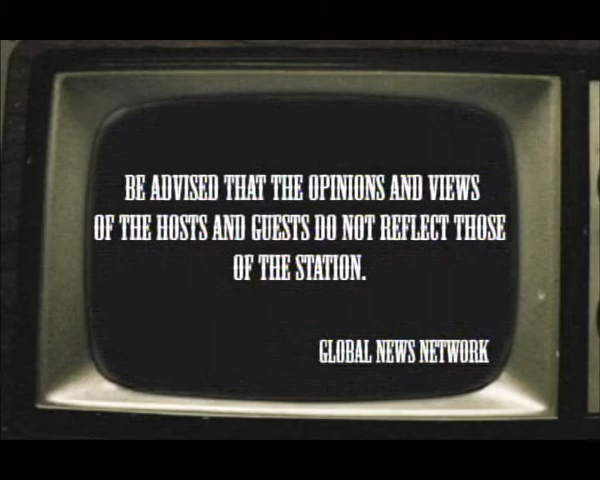 BE ADVISED THAT THE OPINIONS AND VIEWS
OF THE HOSTS AND GUESTS DO NOT REFLECT THOSE
OF THE STATION.
GLOBAL NEWS NETWORK